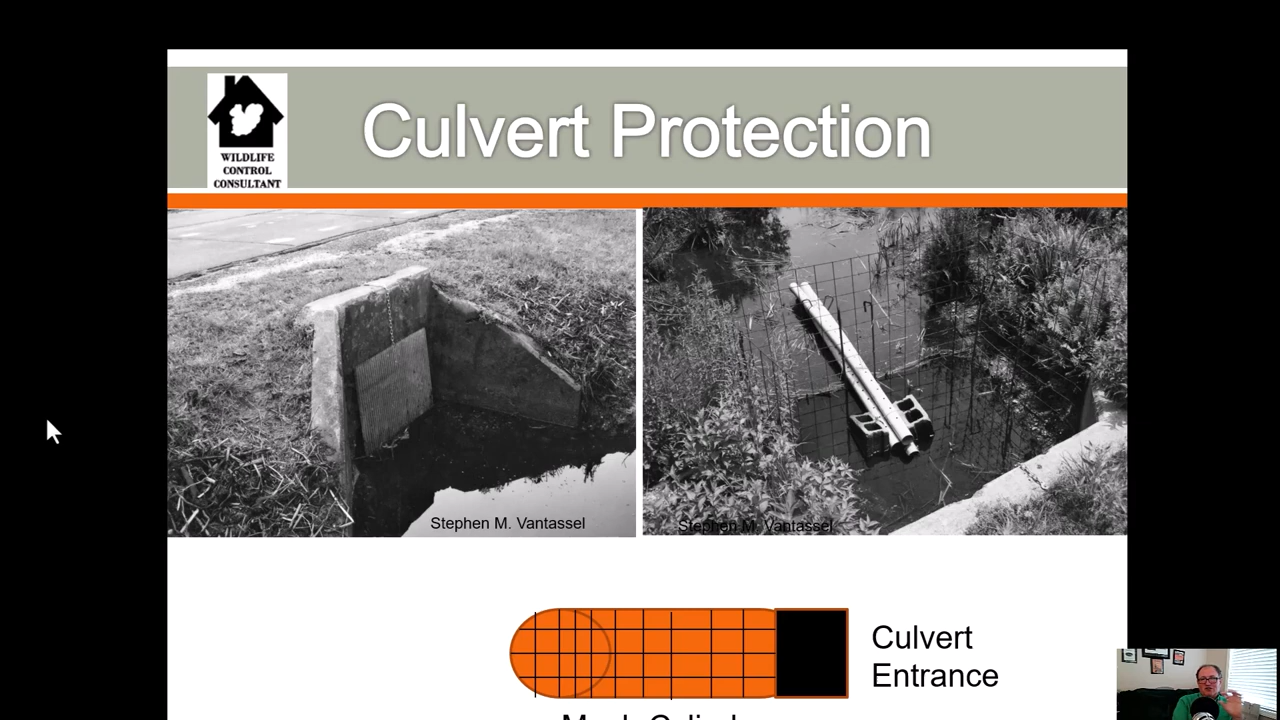 Culvert Protection
WILDLIFE
CONTROL
CONSULTANT
Stephen M. Vantassel
Stephen M. Vantassel
Culvert
Entrance